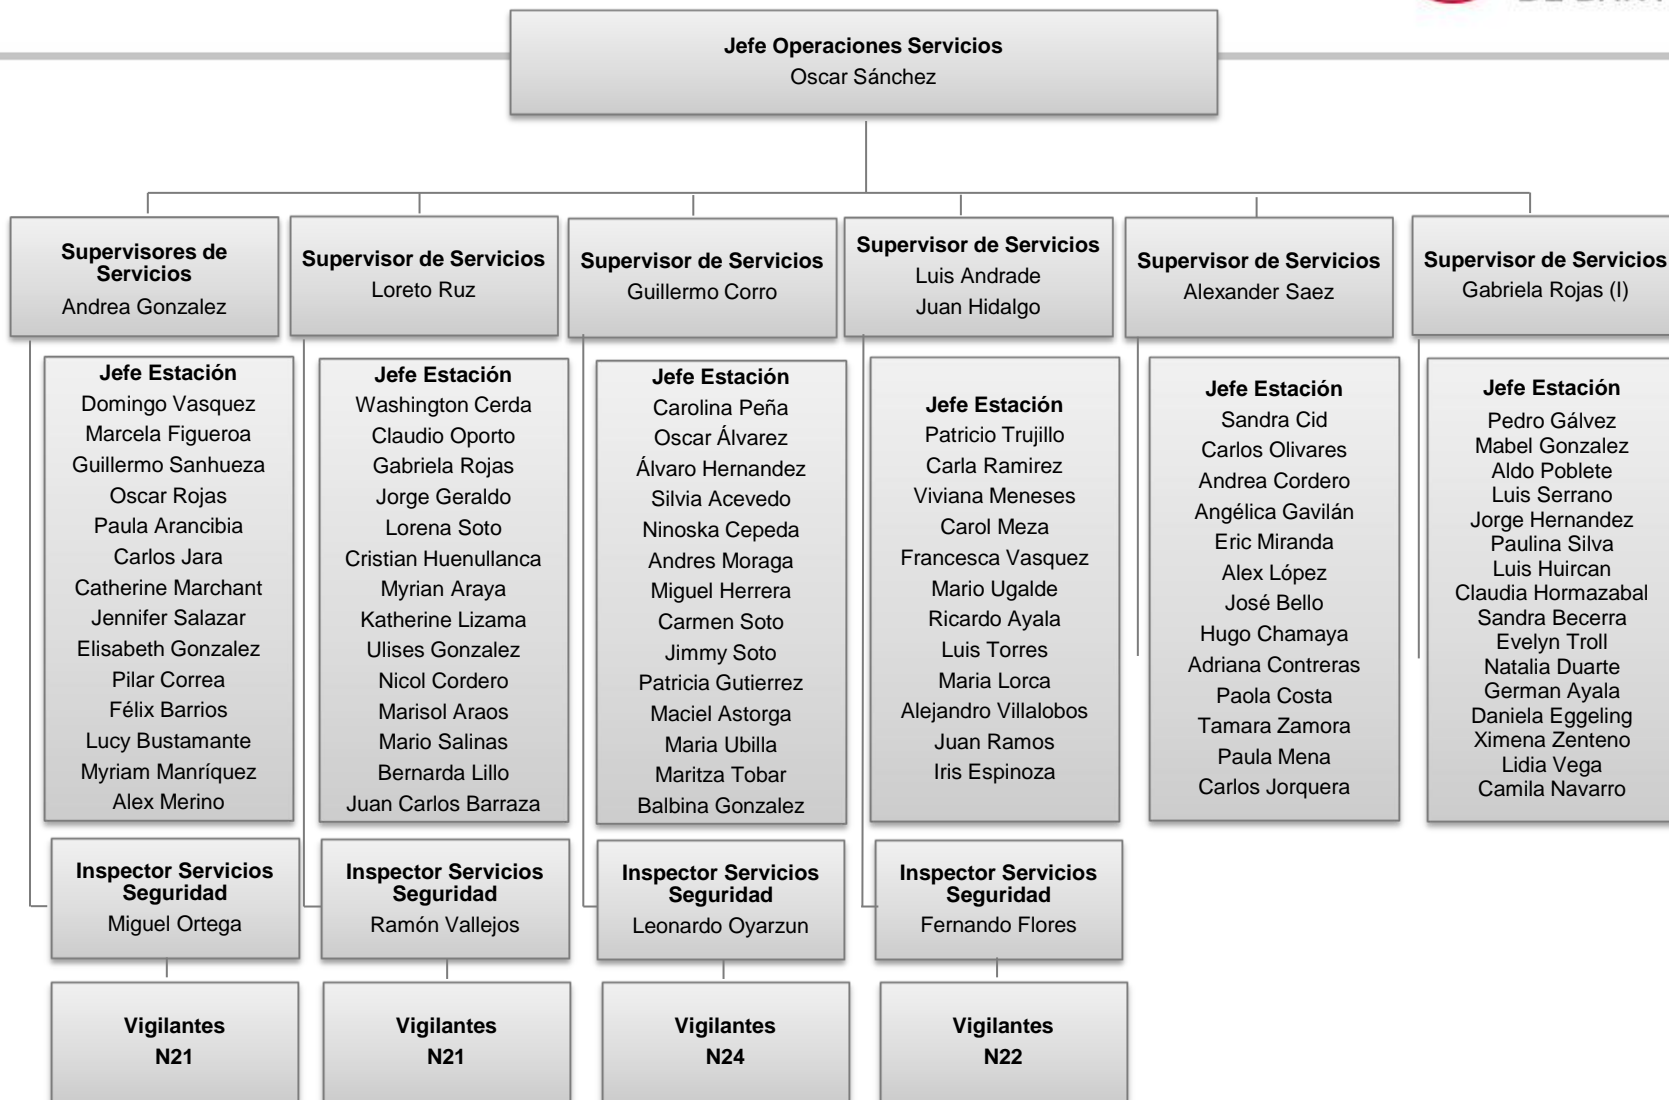 Jefe Operaciones Servicios
Oscar Sánchez
Supervisores de
Servicios
Andrea Gonzalez
Supervisor de Servicios
Loreto Ruz
Supervisor de Servicios
Guillermo Corro
Supervisor de Servicios
Luis Andrade
Juan Hidalgo
Supervisor de Servicios
Alexander Saez
Supervisor de Servicios
Gabriela Rojas (I)
Jefe Estación
Domingo Vasquez
Marcela Figueroa
Guillermo Sanhueza
Oscar Rojas
Paula Arancibia
Carlos Jara
Catherine Marchant
Jennifer Salazar
Elisabeth Gonzalez
Pilar Correa
Félix Barrios
Lucy Bustamante
Myriam Manríquez
Alex Merino
Jefe Estación
Washington Cerda
Claudio Oporto
Gabriela Rojas
Jorge Geraldo
Lorena Soto
Cristian Huenullanca
Myrian Araya
Katherine Lizama
Ulises Gonzalez
Nicol Cordero
Marisol Araos
Mario Salinas
Bernarda Lillo
Juan Carlos Barraza
Jefe Estación
Carolina Peña
Oscar Álvarez
Álvaro Hernandez
Silvia Acevedo
Ninoska Cepeda
Andres Moraga
Miguel Herrera
Carmen Soto
Jimmy Soto
Patricia Gutierrez
Maciel Astorga
Maria Ubilla
Maritza Tobar
Balbina Gonzalez
Jefe Estación
Patricio Trujillo
Carla Ramirez
Viviana Meneses
Carol Meza
Francesca Vasquez
Mario Ugalde
Ricardo Ayala
Luis Torres
Maria Lorca
Alejandro Villalobos
Juan Ramos
Iris Espinoza
Jefe Estación
Sandra Cid
Carlos Olivares
Andrea Cordero
Angélica Gavilán
Eric Miranda
Alex López
José Bello
Hugo Chamaya
Adriana Contreras
Paola Costa
Tamara Zamora
Paula Mena
Carlos Jorquera
Jefe Estación
Pedro Gálvez
Mabel Gonzalez
Aldo Poblete
Luis Serrano
Jorge Hernandez
Paulina Silva
Luis Huircan
Claudia Hormazabal
Sandra Becerra
Evelyn Troll
Natalia Duarte
German Ayala
Daniela Eggeling
Ximena Zenteno
Lidia Vega
Camila Navarro
Inspector Servicios
Seguridad
Miguel Ortega
Inspector Servicios
Seguridad
Ramón Vallejos
Inspector Servicios
Seguridad
Leonardo Oyarzun
Inspector Servicios
Seguridad
Fernando Flores
Vigilantes
N21
Vigilantes
N21
Vigilantes
N24
Vigilantes
N22